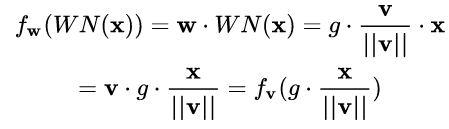 f_𝐰(WN(𝐱)) = 𝐰 · WN(𝐱) = g · 𝐯/||𝐯|| · 𝐱
= 𝐯 · g · 𝐱/||𝐯|| = f_𝐯(g · 𝐱/||𝐯||)